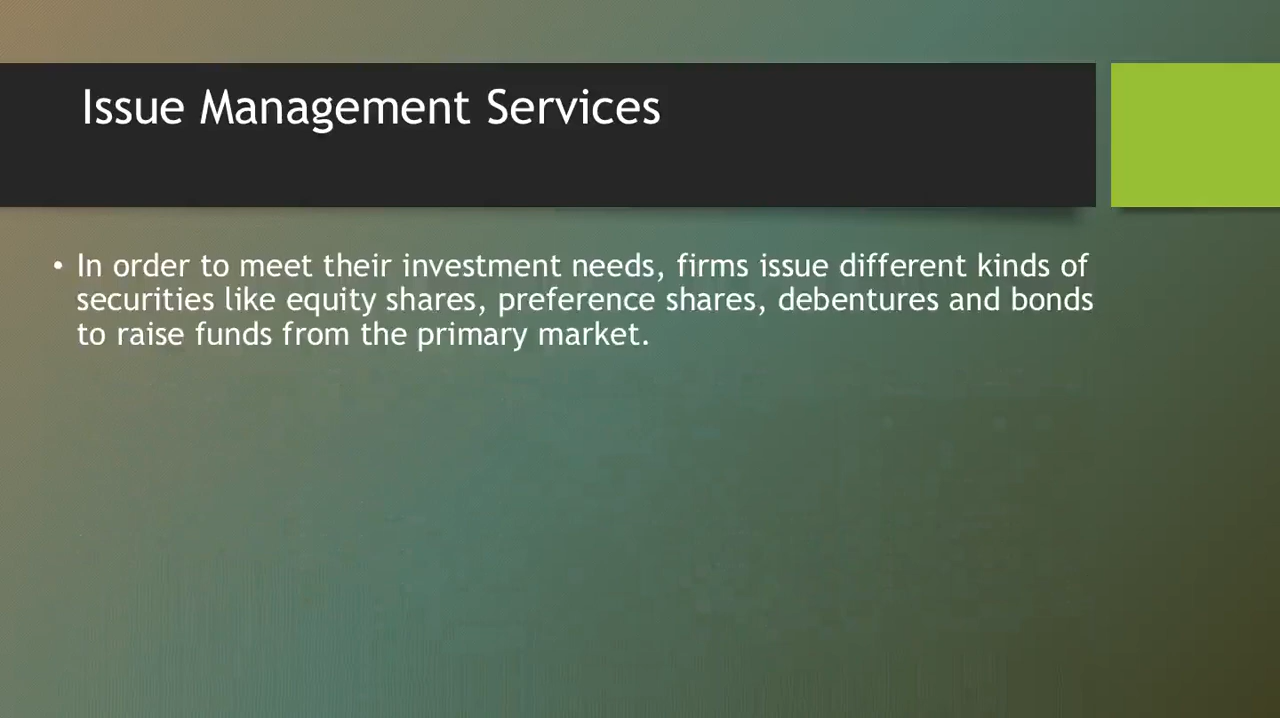 Issue Management Services
• In order to meet their investment needs, firms issue different kinds of
securities like equity shares, preference shares, debentures and bonds
to raise funds from the primary market.